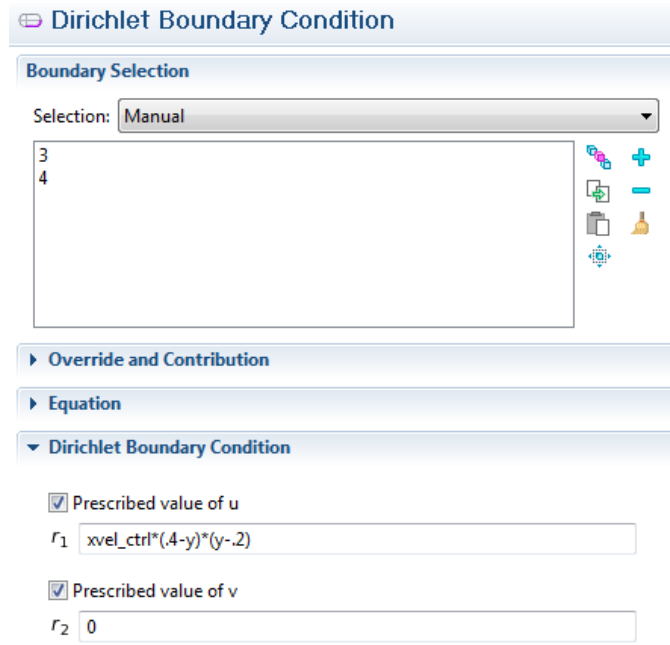 Dirichlet Boundary Condition
Boundary Selection
Selection: Manual
3
4
Override and Contribution
Equation
Dirichlet Boundary Condition
Prescribed value of u
r₁ xvel_ctrl*(.4-y)*(y-.2)
Prescribed value of v
r₂ 0